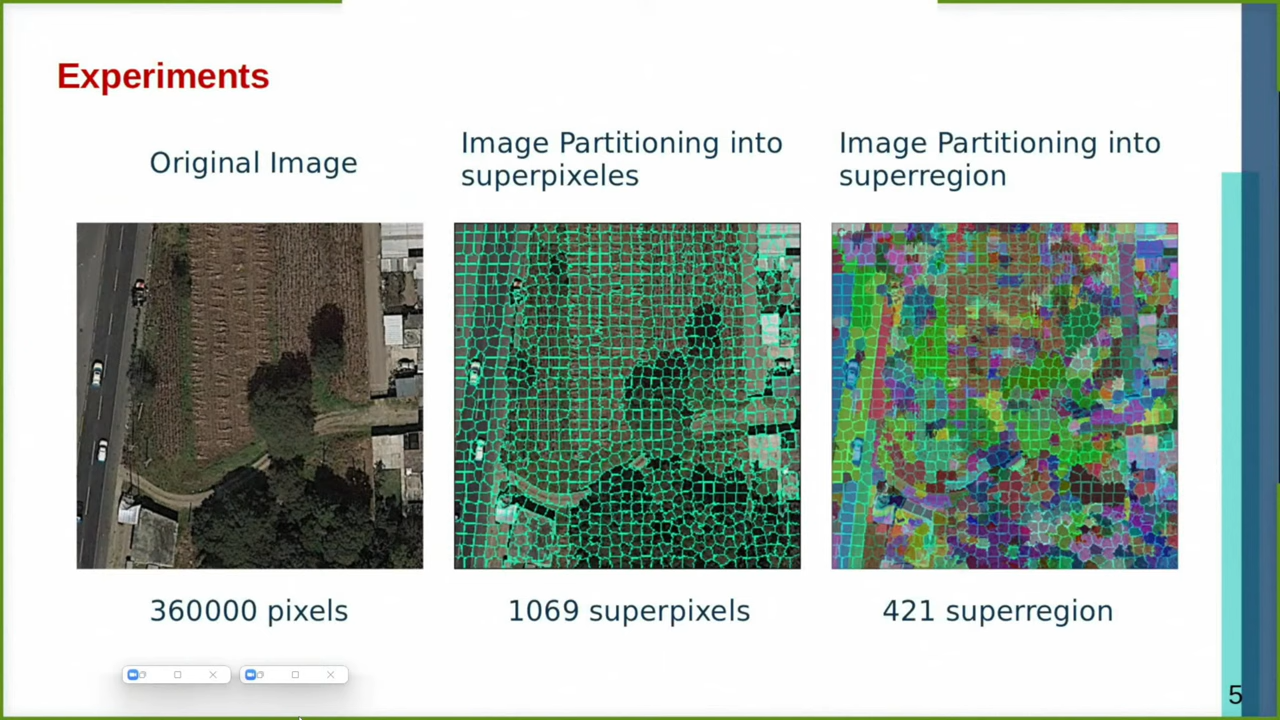 Experiments
Original Image
Image Partitioning into
superpixeles
Image Partitioning into
superregion
360000 pixels
1069 superpixels
421 superregion
5